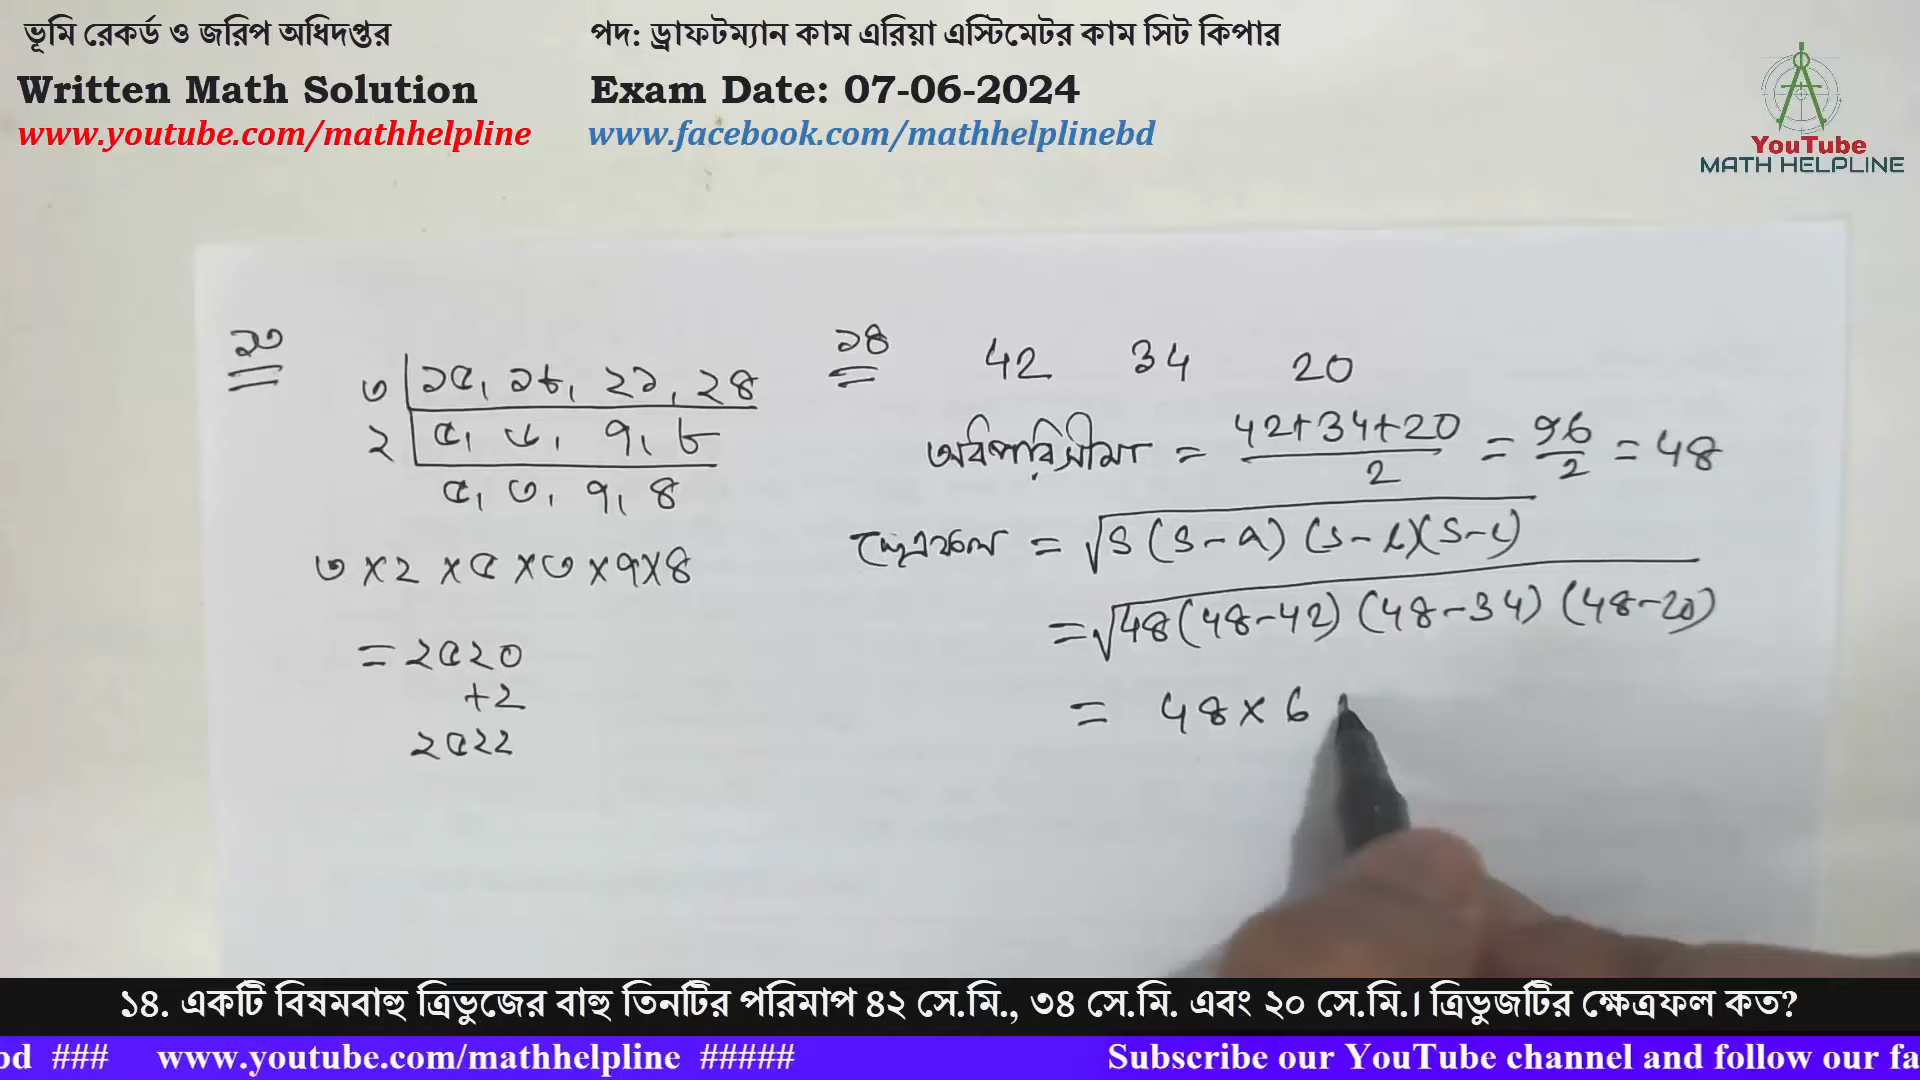 ভূমি রেকর্ড ও জরিপ অধিদপ্তর
পদ: ড্রাফটম্যান কাম এরিয়া এস্টিমেটর কাম সিট কিপার
Written Math Solution
Exam Date: 07-06-2024
www.youtube.com/mathhelpline
www.facebook.com/mathhelplinebd
YouTube
MATH HELPLINE
১৩
৩ | ১৫, ১৮, ২১, ২৪
২ | ৫, ৬, ৭, ৮
৫, ৩, ৭, ৪
৩ × ২ × ৫ × ৩ × ৭ × ৪
= ২৫২০
+২
২৫২২
১৪
42 34 20
অর্ধপরিসীমা = 42+34+20/2 = 96/2 = 48
ক্ষেত্রফল = √S(S-a)(S-b)(S-c)
= √48(48-42)(48-34)(48-20)
= 48 × 6
১৪. একটি বিষমবাহু ত্রিভুজের বাহু তিনটির পরিমাপ ৪২ সে.মি., ৩৪ সে.মি. এবং ২০ সে.মি.। ত্রিভুজটির ক্ষেত্রফল কত?
bd ### www.youtube.com/mathhelpline ##### Subscribe our YouTube channel and follow our fa